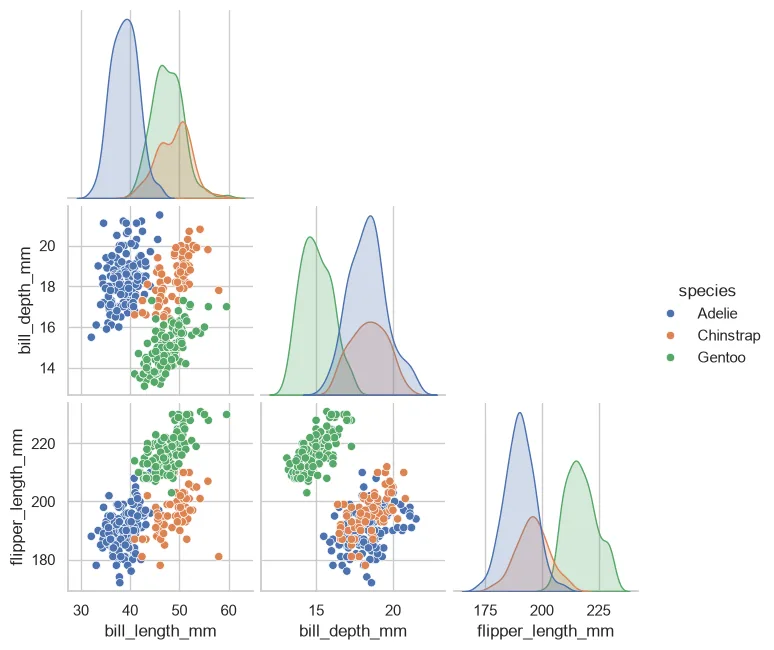 bill_depth_mm
20
18
16
14
species
Adelie
Chinstrap
Gentoo
flipper_length_mm
220
200
180
30 40 50 60
bill_length_mm
15 20
bill_depth_mm
175 200 225
flipper_length_mm